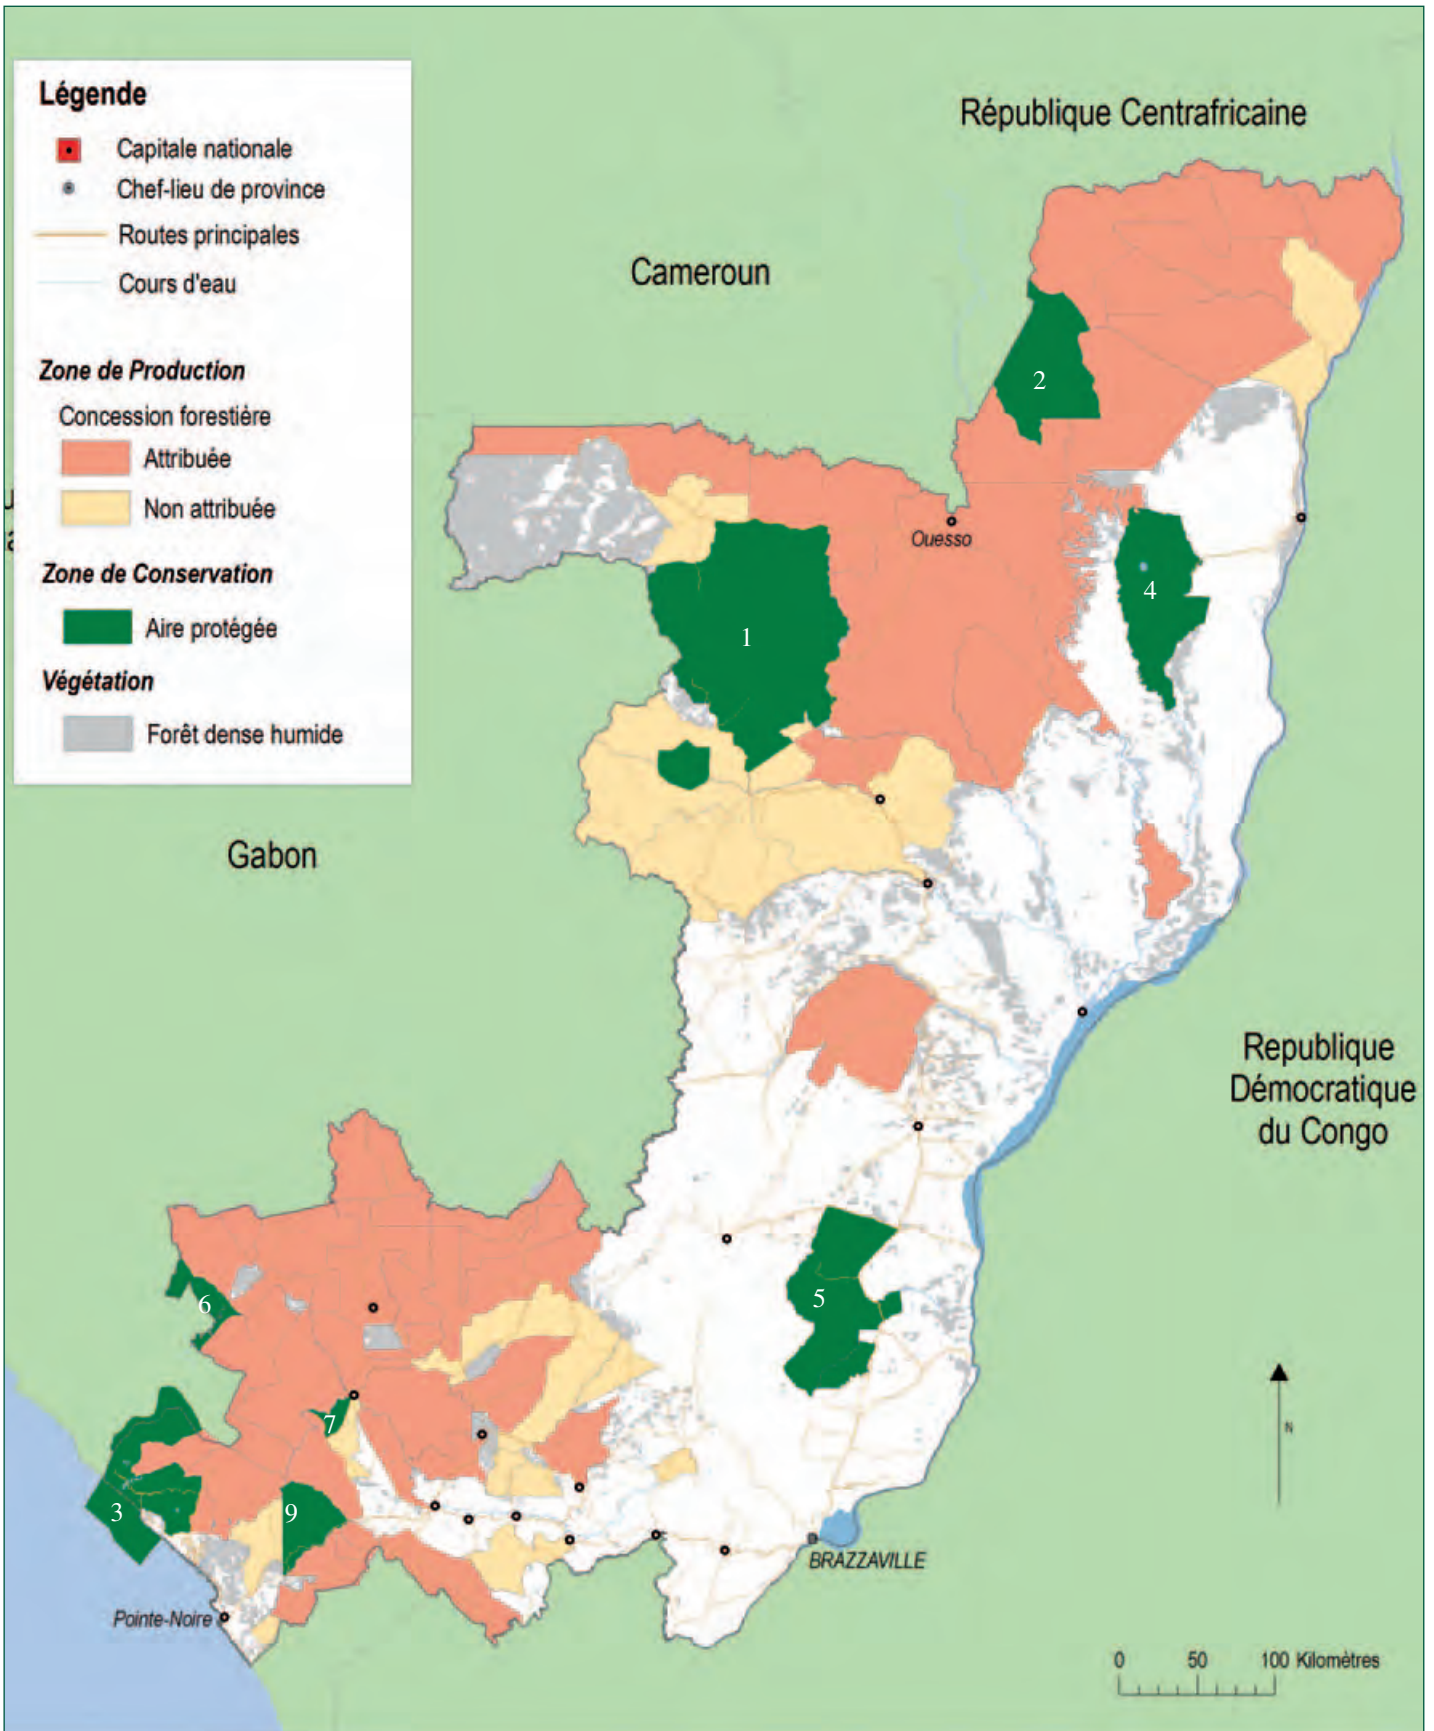 Légende
Capitale nationale
Chef-lieu de province
Routes principales
Cours d'eau
Zone de Production
Concession forestière
Attribuée
Non attribuée
Zone de Conservation
Aire protégée
Végétation
Forêt dense humide
République Centrafricaine
Cameroun
2
Ouesso
4
1
Gabon
Republique
Démocratique
du Congo
6
5
7
N
3
9
BRAZZAVILLE
Pointe-Noire
0 50 100 Kilomètres